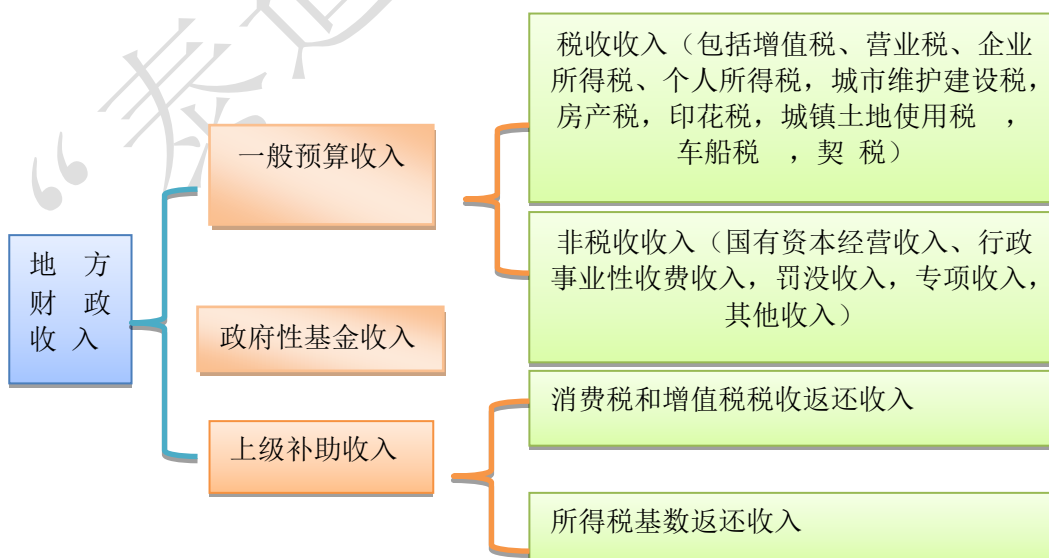 “泰道
地 方
财 政
收 入
一般预算收入
税收收入（包括增值税、营业税、企业
所得税、个人所得税，城市维护建设税，
房产税，印花税，城镇土地使用税 ，
车船税 ，契 税）
非税收收入（国有资本经营收入、行政
事业性收费收入，罚没收入，专项收入，
其他收入）
政府性基金收入
上级补助收入
消费税和增值税税收返还收入
所得税基数返还收入